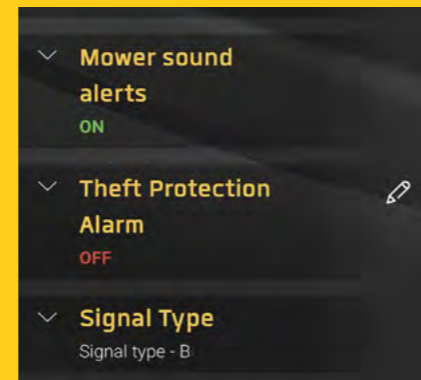 Mower sound
alerts
ON
Theft Protection
Alarm
OFF
Signal Type
Signal type - B